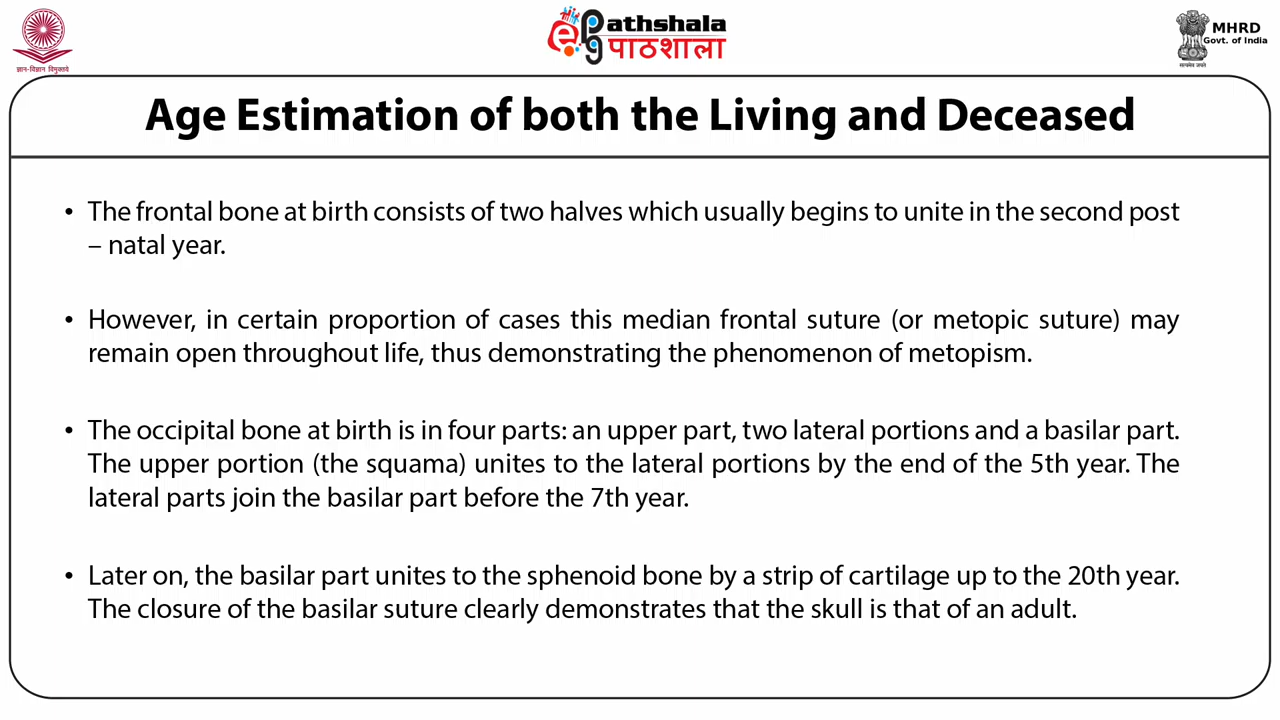 ज्ञान-विज्ञान विमुक्तये
epgathshala
पाठशाला
MHRD
Govt. of India
सत्यमेव जयते
Age Estimation of both the Living and Deceased
• The frontal bone at birth consists of two halves which usually begins to unite in the second post
– natal year.
• However, in certain proportion of cases this median frontal suture (or metopic suture) may
remain open throughout life, thus demonstrating the phenomenon of metopism.
• The occipital bone at birth is in four parts: an upper part, two lateral portions and a basilar part.
The upper portion (the squama) unites to the lateral portions by the end of the 5th year. The
lateral parts join the basilar part before the 7th year.
• Later on, the basilar part unites to the sphenoid bone by a strip of cartilage up to the 20th year.
The closure of the basilar suture clearly demonstrates that the skull is that of an adult.